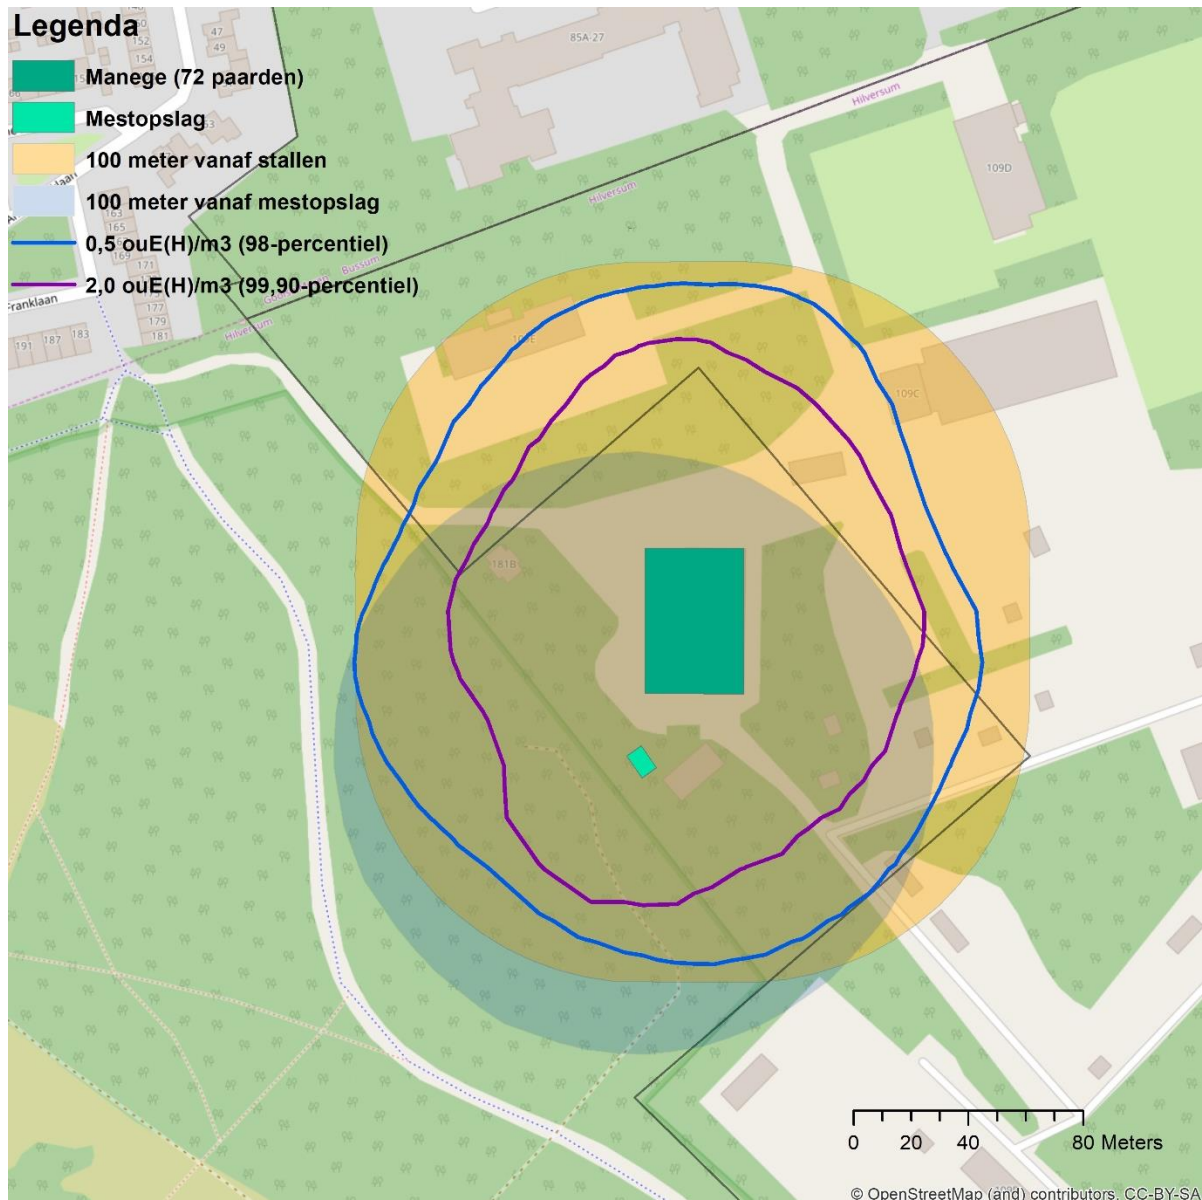 Legenda
Manege (72 paarden)
Mestopslag
100 meter vanaf stallen
100 meter vanaf mestopslag
0,5 ouE(H)/m3 (98-percentiel)
2,0 ouE(H)/m3 (99,90-percentiel)
152
154
47
49
85A-27
Hilversum
109D
163
165
167
169
171
177
179
181
Franklaan
191
187
183
Bussum
Hilversum
Hilversum
109E
109C
181B
0 20 40 80 Meters
© OpenStreetMap (and) contributors, CC-BY-SA